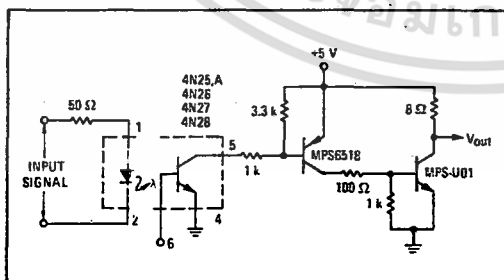 +5 V
4N25,A
4N26
4N27
4N28
50 Ω
1
3.3 k
8 Ω
5
MPS6518
Vout
INPUT
SIGNAL
λ
1 k
100 Ω
MPS-U01
1 k
2
4
6